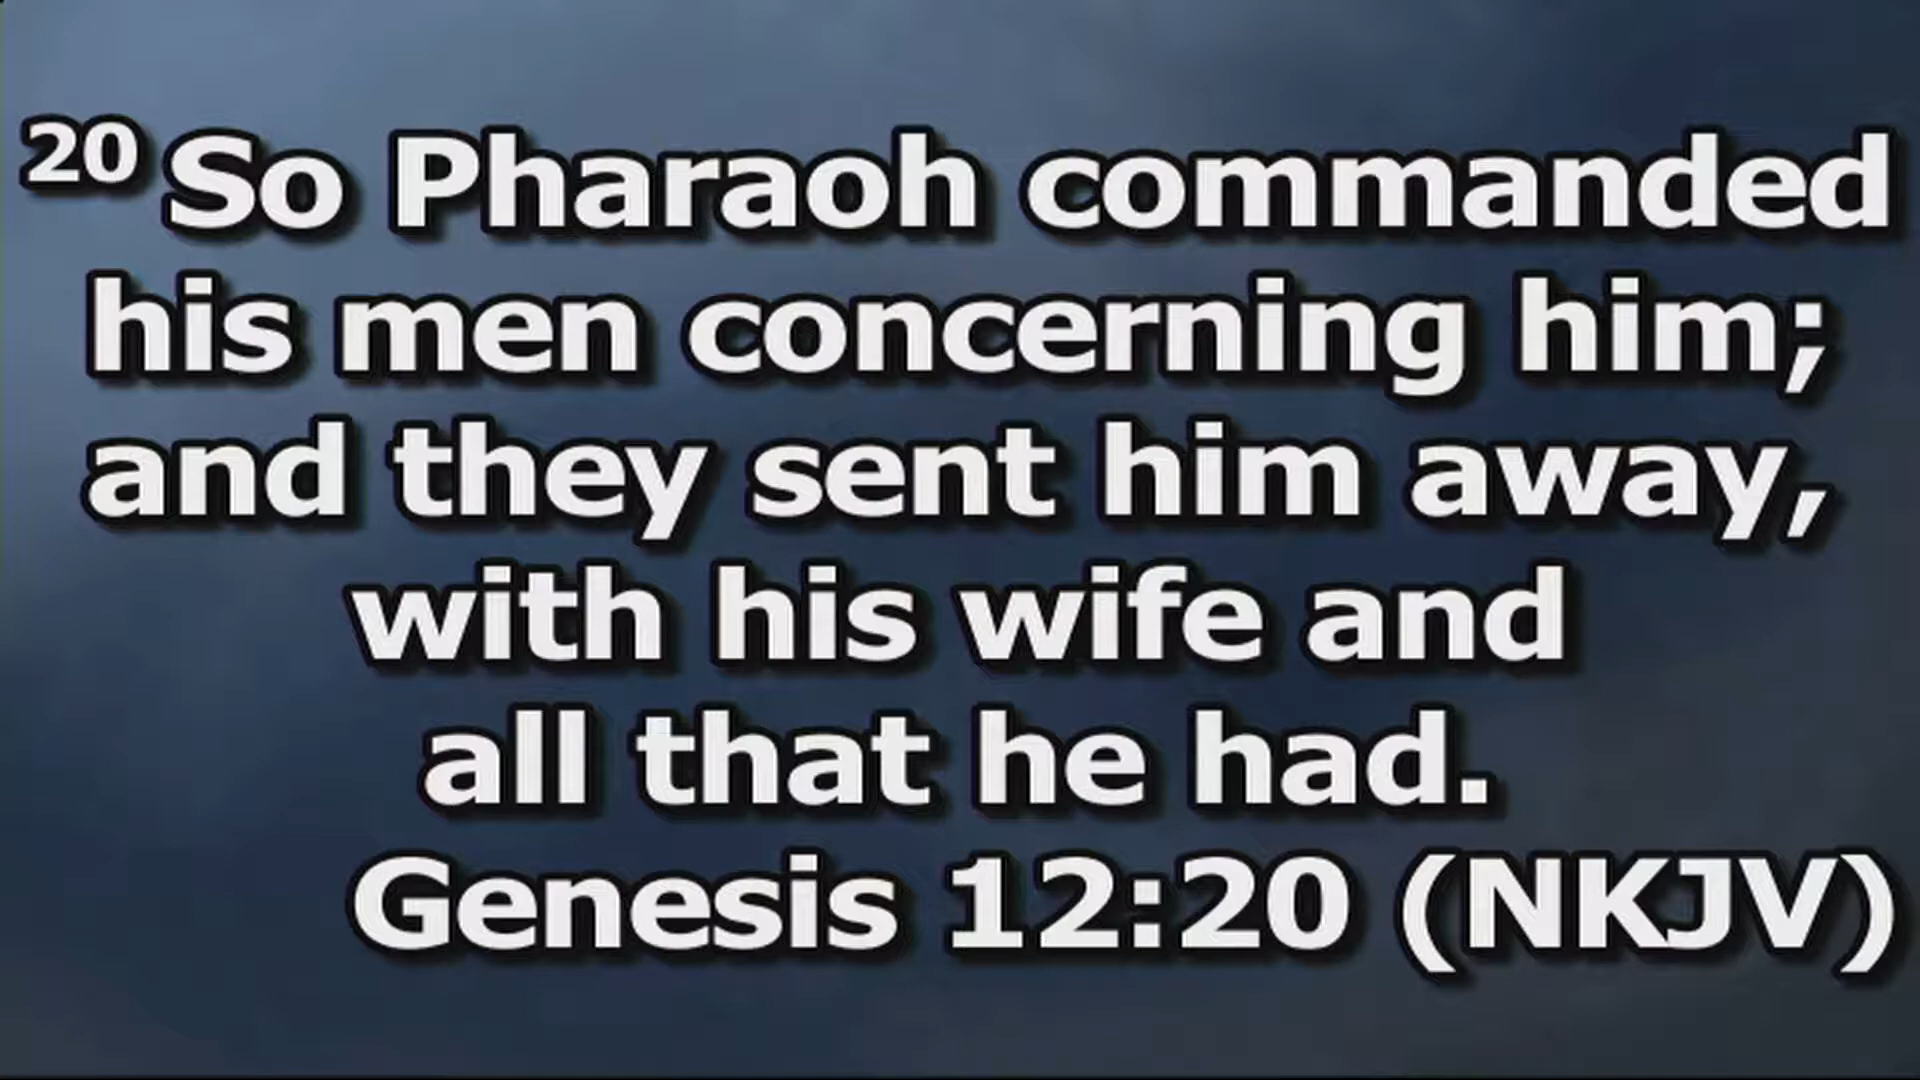 20 So Pharaoh commanded
his men concerning him;
and they sent him away,
with his wife and
all that he had.
Genesis 12:20 (NKJV)